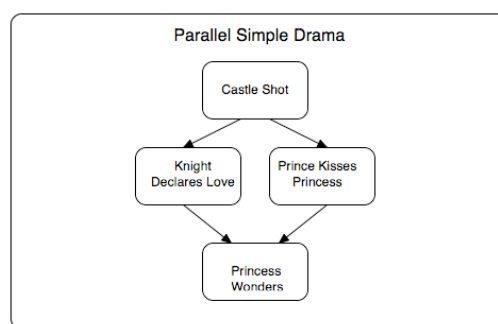 Parallel Simple Drama
Castle Shot
Knight
Declares Love
Prince Kisses
Princess
Princess
Wonders